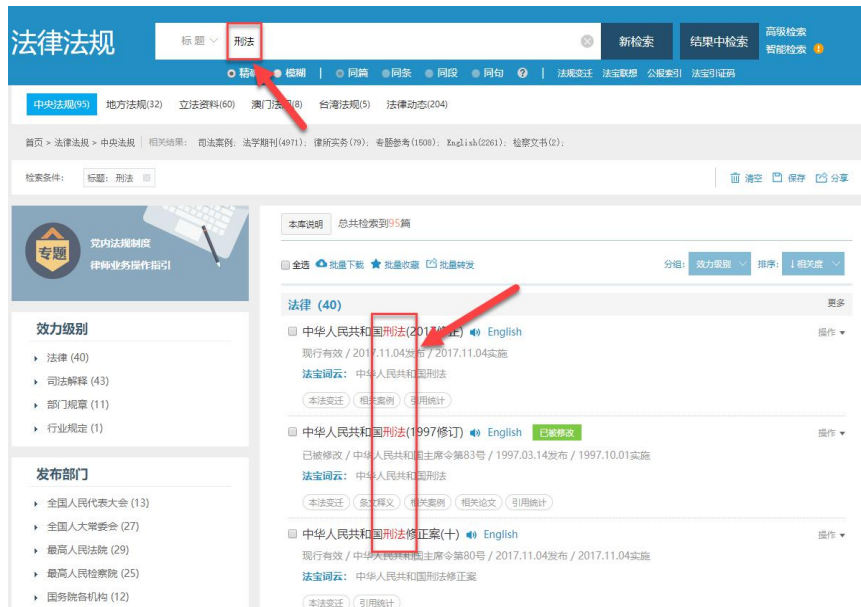 法律法规
标题 刑法 新检索 结果中检索 高级检索
智能检索
精确 模糊 | 同篇 同条 同段 同句 | 法规变迁 法宝联想 公报索引 法宝引证码
中央法规(95) 地方法规(32) 立法资料(60) 澳门法规(8) 台湾法规(5) 法律动态(204)
首页 > 法律法规 > 中央法规 | 相关结果: 司法案例; 法学期刊(4971); 律所实务(79); 专题参考(1508); English(2261); 检察文书(2);
检索条件: 标题: 刑法 清空 保存 分享
专题
党内法规制度
律师业务操作指引
本库说明 总共检索到95篇
全选 批量下载 批量收藏 批量转发 分组: 效力级别 排序: ↓相关度
法律 (40) 更多
中华人民共和国刑法(2017修正) English 操作
现行有效 / 2017.11.04发布 / 2017.11.04实施
法宝词云: 中华人民共和国刑法
本法变迁 相关案例 引用统计
中华人民共和国刑法(1997修订) English 已被修改 操作
已被修改 / 中华人民共和国主席令第83号 / 1997.03.14发布 / 1997.10.01实施
法宝词云: 中华人民共和国刑法
本法变迁 条文释义 相关案例 相关论文 引用统计
中华人民共和国刑法修正案(十) English 操作
现行有效 / 中华人民共和国主席令第80号 / 2017.11.04发布 / 2017.11.04实施
法宝词云: 中华人民共和国刑法修正案
本法变迁 引用统计
效力级别
法律 (40)
司法解释 (43)
部门规章 (11)
行业规定 (1)
发布部门
全国人民代表大会 (13)
全国人大常委会 (27)
最高人民法院 (29)
最高人民检察院 (25)
国务院各机构 (12)